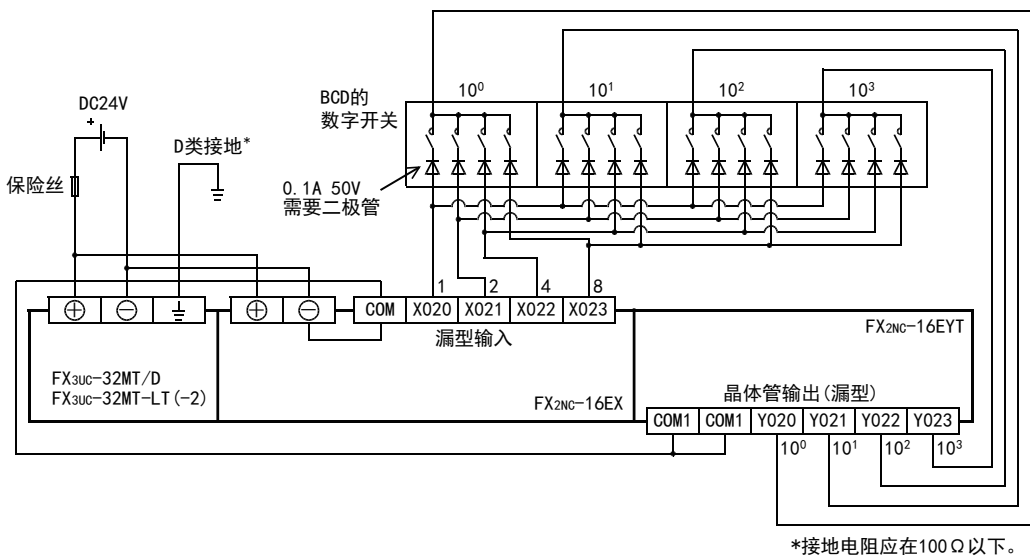 BCD的
数字开关
10⁰ 10¹ 10² 10³
DC24V
+
D类接地*
保险丝
0.1A 50V
需要二极管
1 2 4 8
⊕ ⊖ ⊕ ⊖ COM X020 X021 X022 X023
漏型输入
FX2NC-16EYT
FX3UC-32MT/D
FX3UC-32MT-LT(-2)
FX2NC-16EX
晶体管输出(漏型)
COM1 COM1 Y020 Y021 Y022 Y023
10⁰ 10¹ 10² 10³
*接地电阻应在100Ω以下。